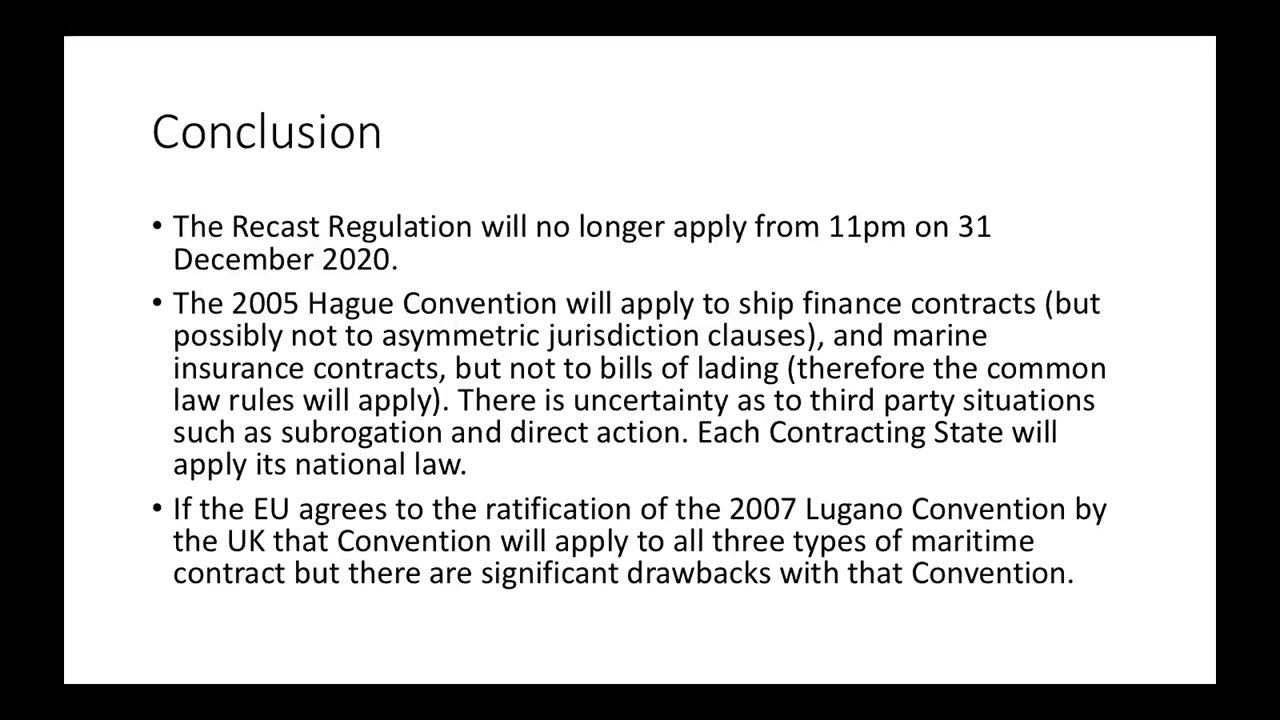 Conclusion
• The Recast Regulation will no longer apply from 11pm on 31
December 2020.
• The 2005 Hague Convention will apply to ship finance contracts (but
possibly not to asymmetric jurisdiction clauses), and marine
insurance contracts, but not to bills of lading (therefore the common
law rules will apply). There is uncertainty as to third party situations
such as subrogation and direct action. Each Contracting State will
apply its national law.
• If the EU agrees to the ratification of the 2007 Lugano Convention by
the UK that Convention will apply to all three types of maritime
contract but there are significant drawbacks with that Convention.